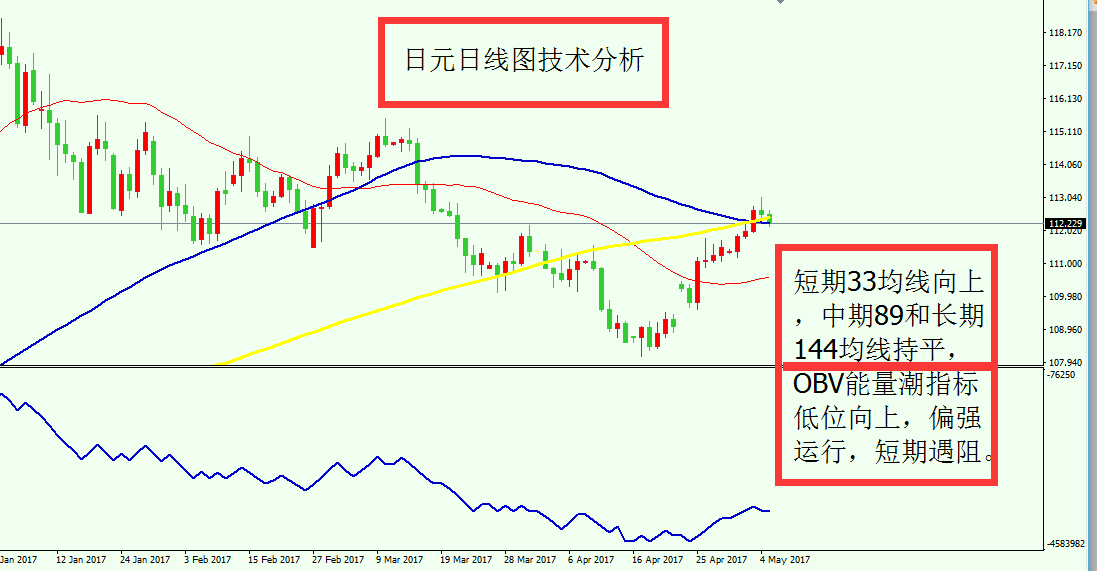 日元日线图技术分析
118.170
117.150
116.130
115.110
114.060
113.040
112.229
112.020
111.000
109.980
108.960
107.940
短期33均线向上
，中期89和长期
144均线持平，
OBV能量潮指标
低位向上，偏强
运行，短期遇阻。
-76250
-4583982
Jan 2017
12 Jan 2017
24 Jan 2017
3 Feb 2017
15 Feb 2017
27 Feb 2017
9 Mar 2017
19 Mar 2017
28 Mar 2017
6 Apr 2017
16 Apr 2017
25 Apr 2017
4 May 2017